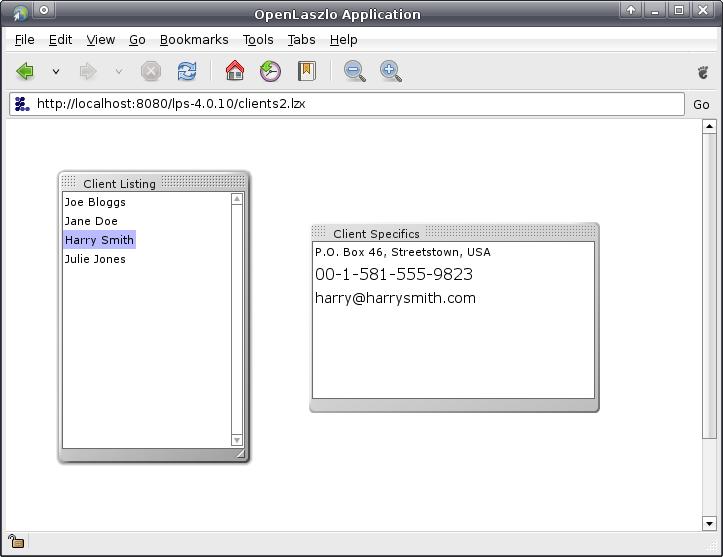 OpenLaszlo Application
File Edit View Go Bookmarks Tools Tabs Help
http://localhost:8080/lps-4.0.10/clients2.lzx Go
Client Listing
Joe Bloggs
Jane Doe
Harry Smith
Julie Jones
Client Specifics
P.O. Box 46, Streetstown, USA
00-1-581-555-9823
harry@harrysmith.com